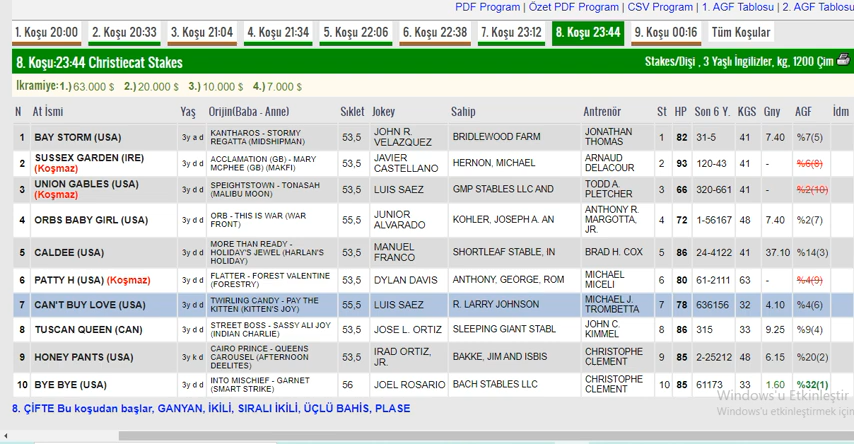 PDF Program | Özet PDF Program | CSV Program | 1. AGF Tablosu | 2. AGF Tablosu
1. Koşu 20:00 2. Koşu 20:33 3. Koşu 21:04 4. Koşu 21:34 5. Koşu 22:06 6. Koşu 22:38 7. Koşu 23:12 8. Koşu 23:44 9. Koşu 00:16 Tüm Koşular
8. Koşu:23:44 Christiecat Stakes Stakes/Dişi , 3 Yaşlı İngilizler, kg, 1200 Çim
İkramiye:1.) 63.000 $ 2.) 20.000 $ 3.) 10.000 $ 4.) 7.000 $
N At İsmi Yaş Orijin(Baba - Anne) Sıklet Jokey Sahip Antrenör St HP Son 6 Y. KGS Gny AGF İdm
1 BAY STORM (USA) 3y a d KANTHAROS - STORMY REGATTA (MIDSHIPMAN) 53,5 JOHN R. VELAZQUEZ BRIDLEWOOD FARM JONATHAN THOMAS 1 82 31-5 41 7.40 %7(5)
2 SUSSEX GARDEN (IRE) (Koşmaz) 3y d d ACCLAMATION (GB) - MARY MCPHEE (GB) (MAKFI) 53,5 JAVIER CASTELLANO HERNON, MICHAEL ARNAUD DELACOUR 2 93 120-43 41 - %6(8)
3 UNION GABLES (USA) (Koşmaz) 3y d d SPEIGHTSTOWN - TONASAH (MALIBU MOON) 53,5 LUIS SAEZ GMP STABLES LLC AND TODD A. PLETCHER 3 66 320-661 41 - %2(10)
4 ORBS BABY GIRL (USA) 3y d d ORB - THIS IS WAR (WAR FRONT) 55,5 JUNIOR ALVARADO KOHLER, JOSEPH A. AN ANTHONY R. MARGOTTA, JR. 4 72 1-56167 48 7.40 %2(7)
5 CALDEE (USA) 3y d d MORE THAN READY - HOLIDAY'S JEWEL (HARLAN'S HOLIDAY) 53,5 MANUEL FRANCO SHORTLEAF STABLE, IN BRAD H. COX 5 86 24-4122 41 37.10 %14(3)
6 PATTY H (USA) (Koşmaz) 3y d d FLATTER - FOREST VALENTINE (FORESTRY) 53,5 DYLAN DAVIS ANTHONY, GEORGE, ROM MICHAEL MICELI 6 80 61-2111 63 - %4(9)
7 CAN'T BUY LOVE (USA) 3y d d TWIRLING CANDY - PAY THE KITTEN (KITTEN'S JOY) 55,5 LUIS SAEZ R. LARRY JOHNSON MICHAEL J. TROMBETTA 7 78 636156 32 4.10 %4(6)
8 TUSCAN QUEEN (CAN) 3y d d STREET BOSS - SASSY ALI JOY (INDIAN CHARLIE) 53,5 JOSE L. ORTIZ SLEEPING GIANT STABL JOHN C. KIMMEL 8 86 315 33 9.25 %9(4)
9 HONEY PANTS (USA) 3y k d CAIRO PRINCE - QUEENS CAROUSEL (AFTERNOON DEELITES) 53,5 IRAD ORTIZ, JR. BAKKE, JIM AND ISBIS CHRISTOPHE CLEMENT 9 85 2-25212 48 6.15 %20(2)
10 BYE BYE (USA) 3y d d INTO MISCHIEF - GARNET (SMART STRIKE) 56 JOEL ROSARIO BACH STABLES LLC CHRISTOPHE CLEMENT 10 85 61173 33 1.60 %32(1)
8. ÇİFTE Bu koşudan başlar, GANYAN, İKİLİ, SIRALI İKİLİ, ÜÇLÜ BAHİS, PLASE
Windows'u Etkinleştir
Windows'u etkinleştirmek için